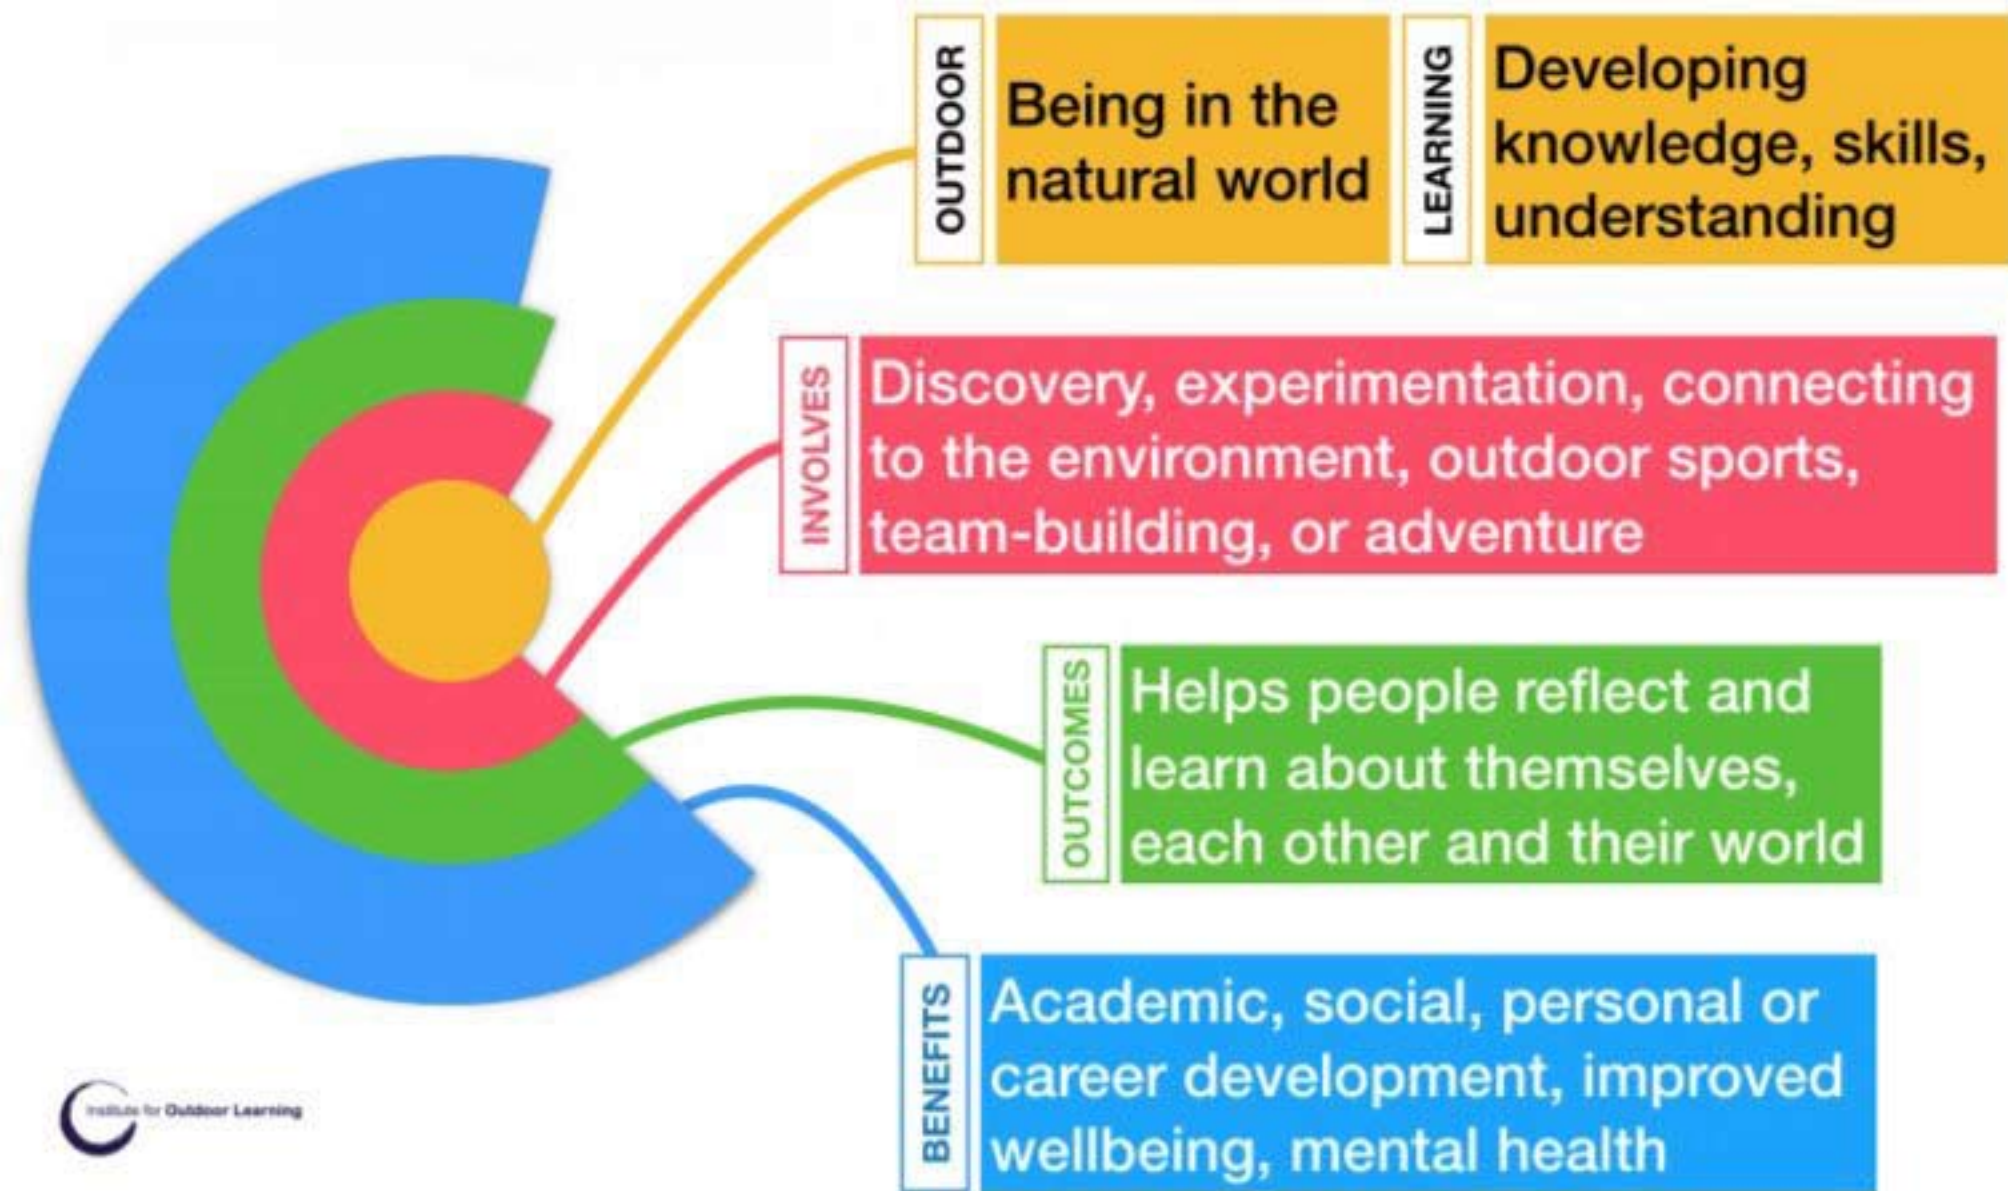 OUTDOOR
Being in the
natural world
LEARNING
Developing
knowledge, skills,
understanding
INVOLVES
Discovery, experimentation, connecting
to the environment, outdoor sports,
team-building, or adventure
OUTCOMES
Helps people reflect and
learn about themselves,
each other and their world
BENEFITS
Academic, social, personal or
career development, improved
wellbeing, mental health
Institute for Outdoor Learning